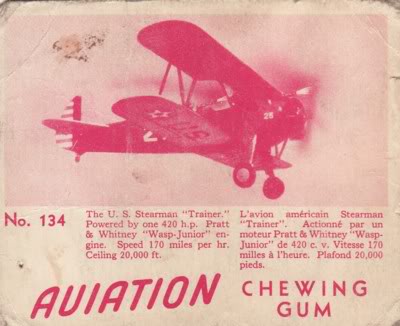 No. 134
The U. S. Stearman "Trainer."
Powered by one 420 h.p. Pratt
& Whitney "Wasp-Junior" en-
gine. Speed 170 miles per hr.
Ceiling 20,000 ft.
L'avion américain Stearman
"Trainer". Actionné par un
moteur Pratt & Whitney "Wasp-
Junior" de 420 c. v. Vitesse 170
milles à l'heure. Plafond 20,000
pieds.
AVIATION CHEWING
GUM